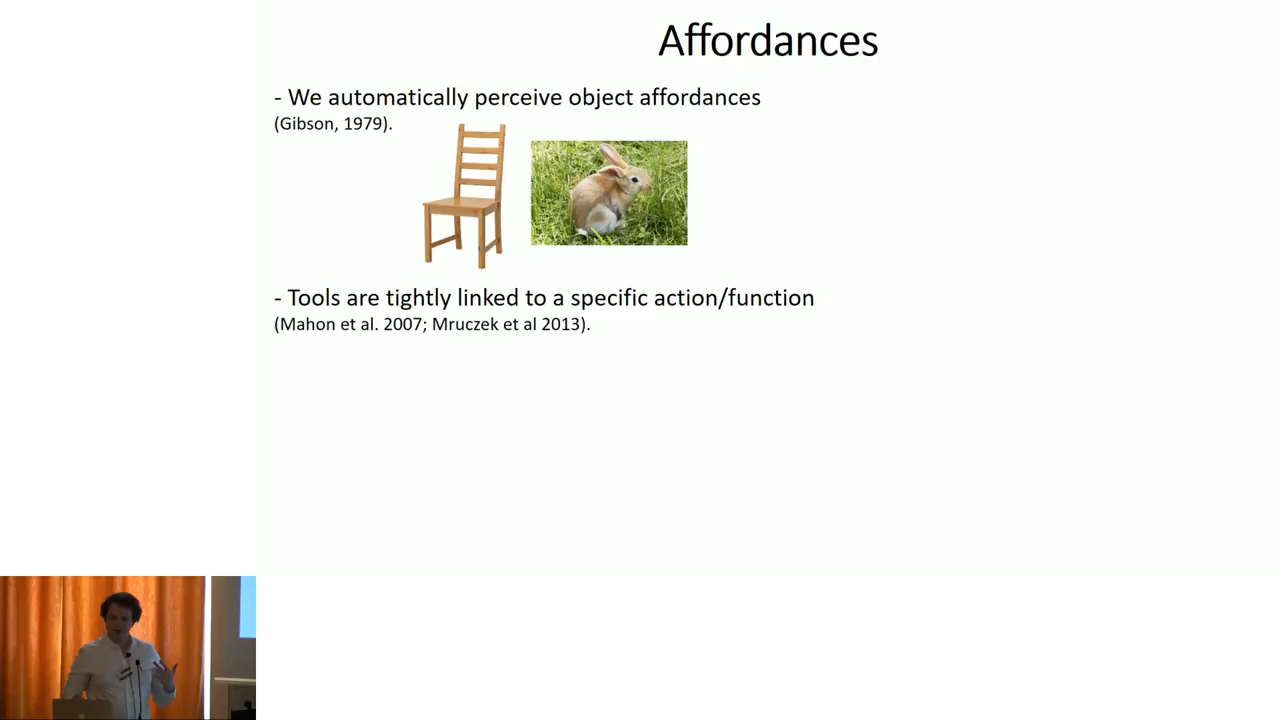 Affordances
- We automatically perceive object affordances
(Gibson, 1979).
- Tools are tightly linked to a specific action/function
(Mahon et al. 2007; Mruczek et al 2013).